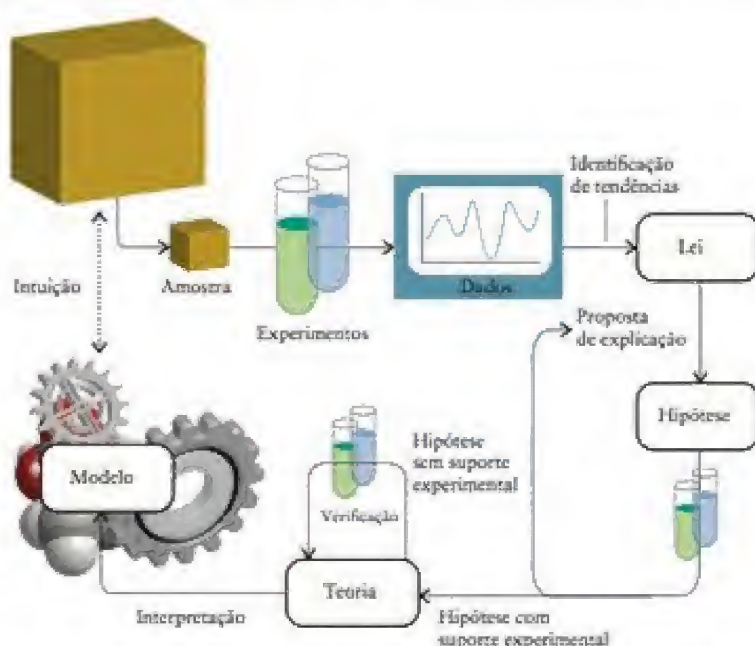 Identificação
de tendências
Lei
Intuição
Amostra
Experimentos
Dados
Proposta
de explicação
Hipótese
Hipótese
sem suporte
experimental
Modelo
Verificação
Teoria
Interpretação
Hipótese com
suporte experimental